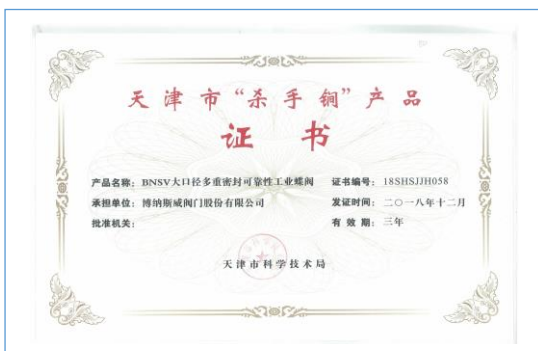 天津市“杀手锏”产品
证书
产品名称：BNSV大口径多重密封可靠性工业蝶阀 证书编号：18SHSJJH058
承担单位：博纳斯威阀门股份有限公司 发证时间：二〇一八年十二月
批准机关： 有效期：三年
天津市科学技术局